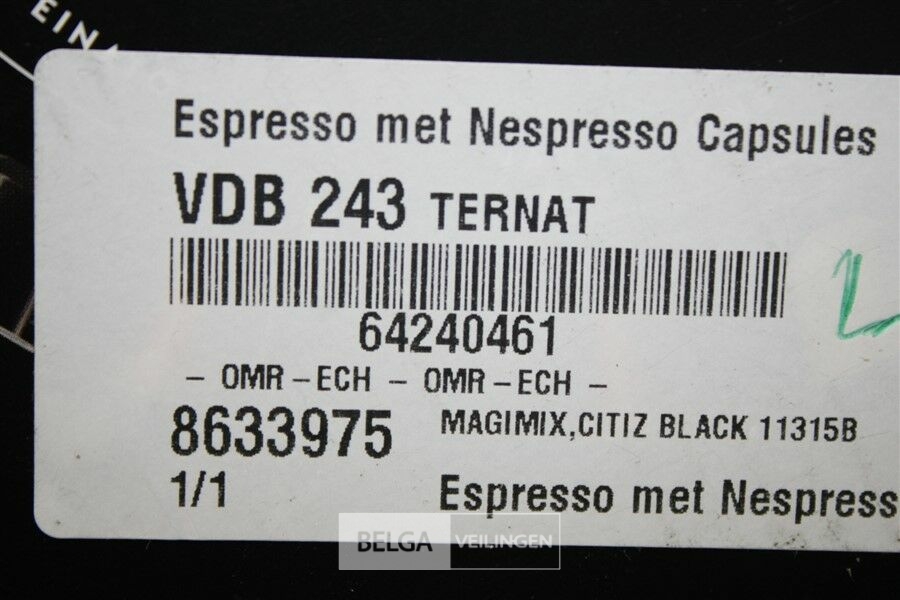 Espresso met Nespresso Capsules
VDB 243 TERNAT
64240461
- OMR - ECH - OMR - ECH -
8633975 MAGIMIX,CITIZ BLACK 11315B
1/1 Espresso met Nespress
BELGA VEILINGEN